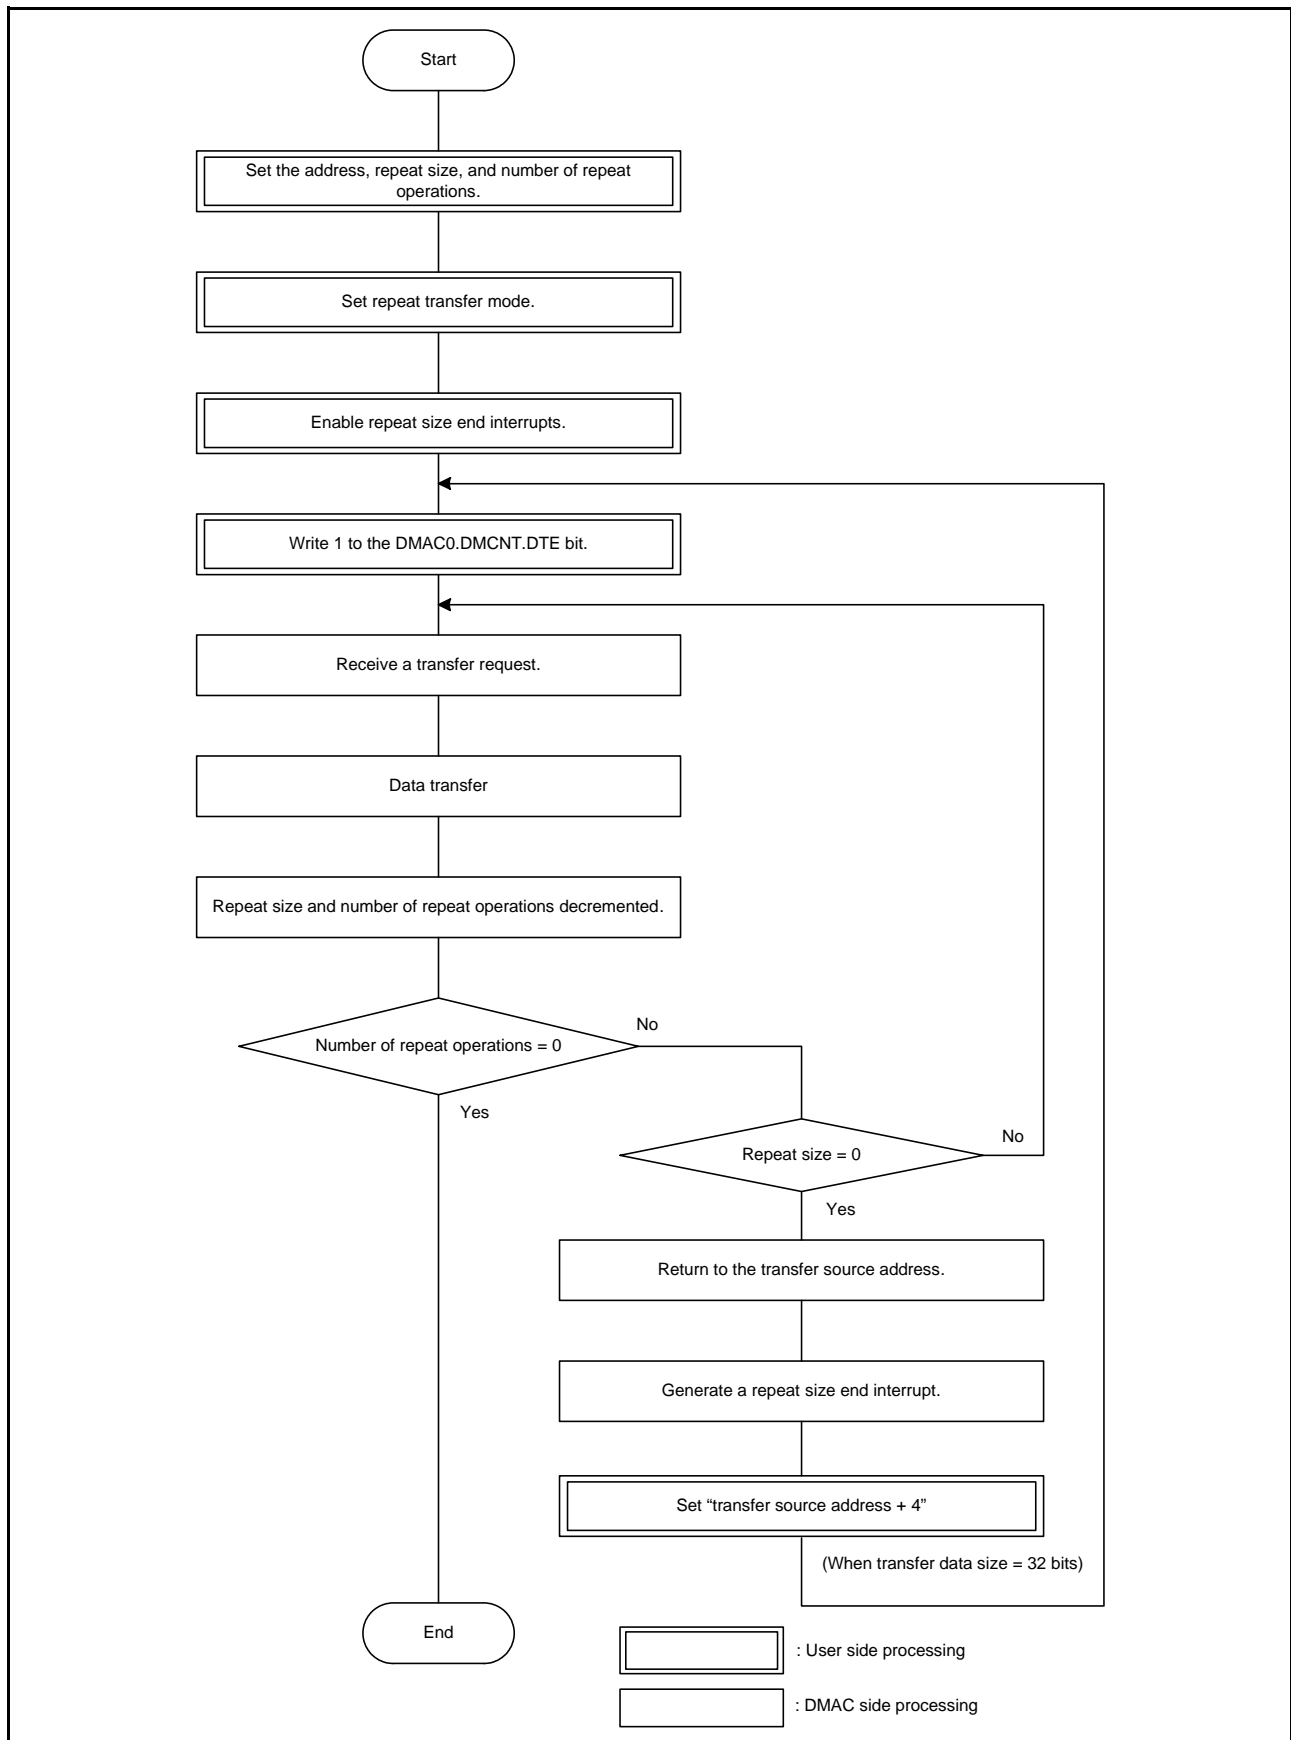 Start
Set the address, repeat size, and number of repeat
operations.
Set repeat transfer mode.
Enable repeat size end interrupts.
Write 1 to the DMAC0.DMCNT.DTE bit.
Receive a transfer request.
Data transfer
Repeat size and number of repeat operations decremented.
No
Number of repeat operations = 0
Yes
No
Repeat size = 0
Yes
Return to the transfer source address.
Generate a repeat size end interrupt.
Set “transfer source address + 4”
(When transfer data size = 32 bits)
End
: User side processing
: DMAC side processing